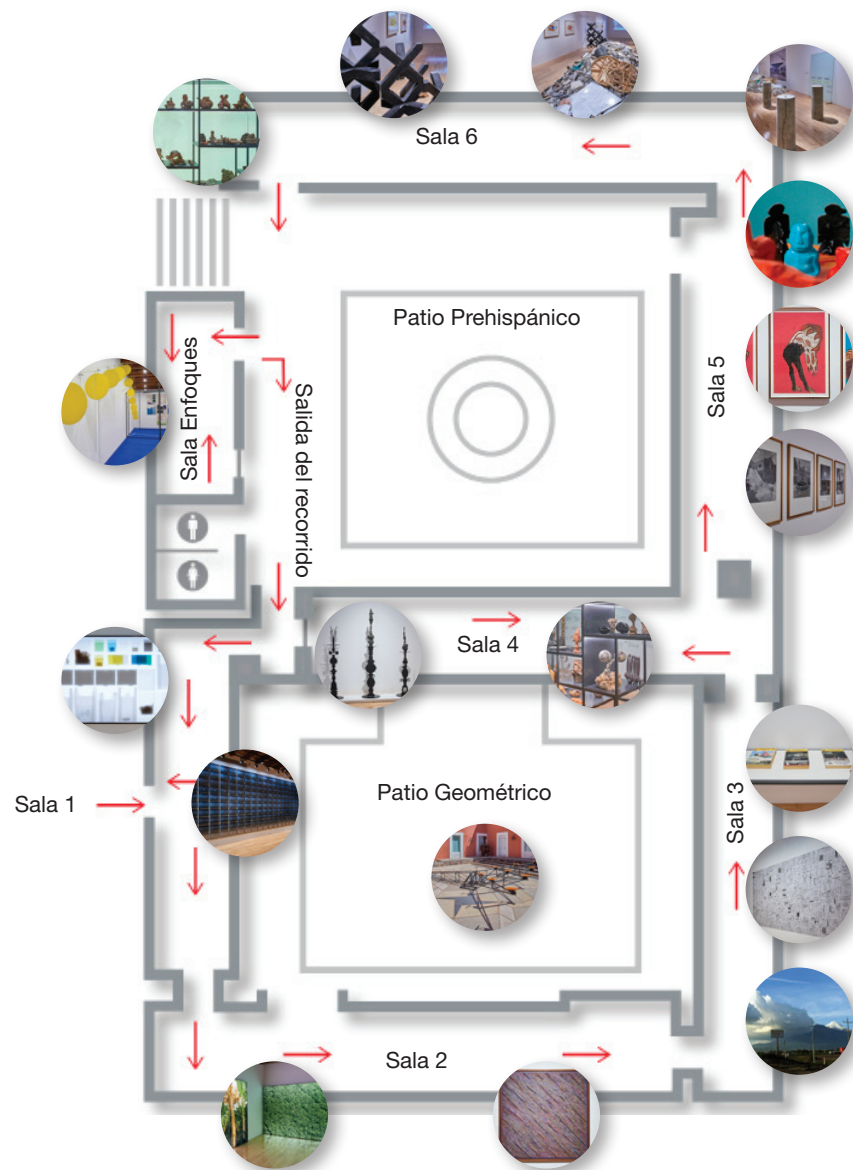 Sala 6
Patio Prehispánico
Sala 5
Sala Enfoques
Salida del recorrido
Sala 4
Sala 1
Patio Geométrico
Sala 3
Sala 2